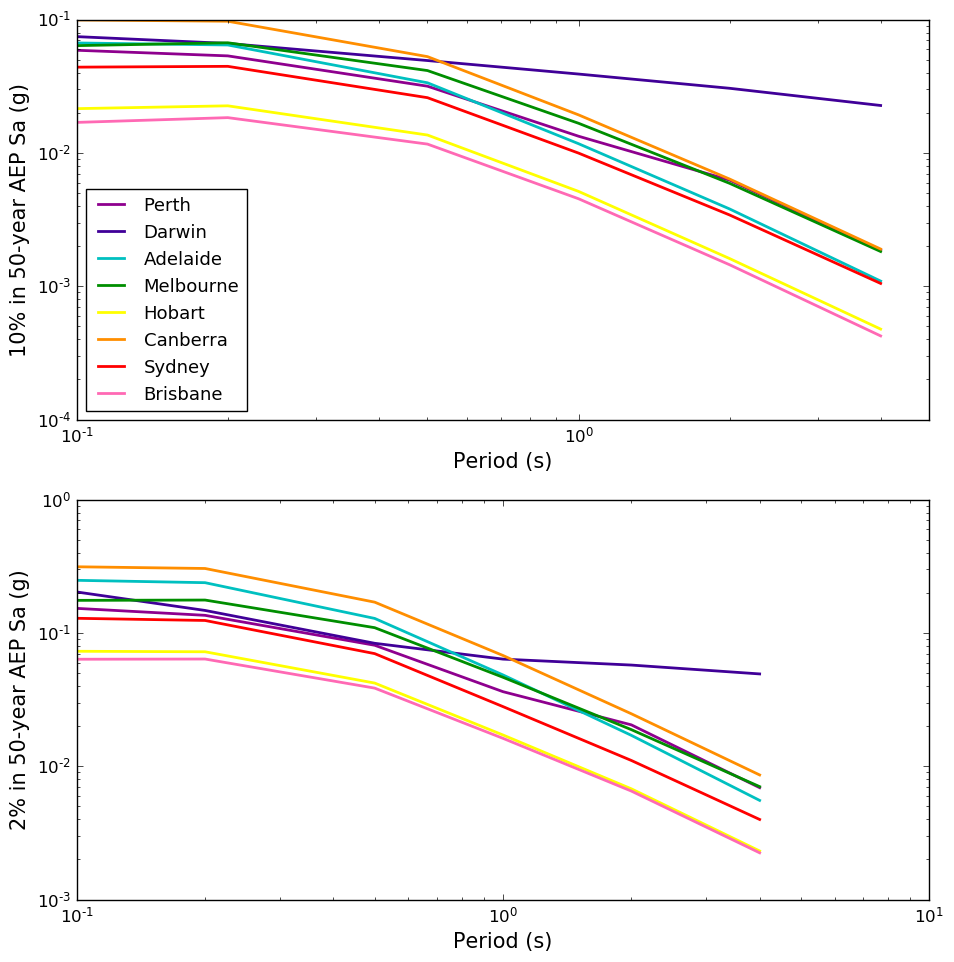 10% in 50-year AEP Sa (g)
10⁻¹
10⁻²
10⁻³
10⁻⁴
Perth
Darwin
Adelaide
Melbourne
Hobart
Canberra
Sydney
Brisbane
10⁻¹ 10⁰
Period (s)
2% in 50-year AEP Sa (g)
10⁰
10⁻¹
10⁻²
10⁻³
10⁻¹ 10⁰ 10¹
Period (s)